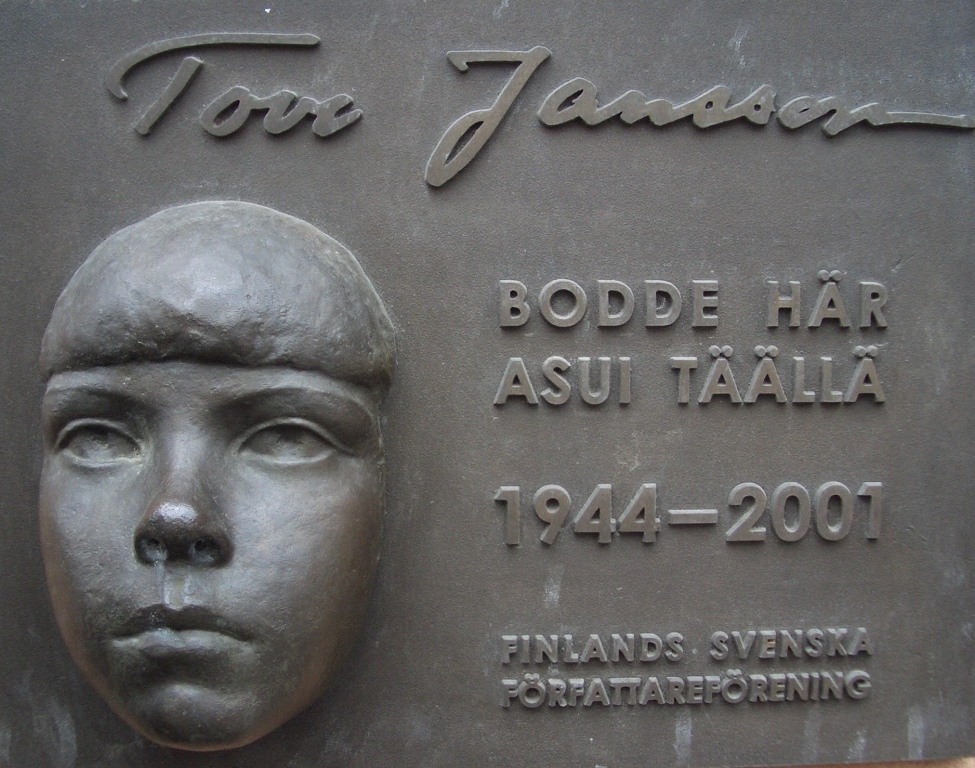 Tove Jansson
BODDE HÄR
ASUI TÄÄLLÄ
1944–2001
FINLANDS SVENSKA
FÖRFATTAREFÖRENING